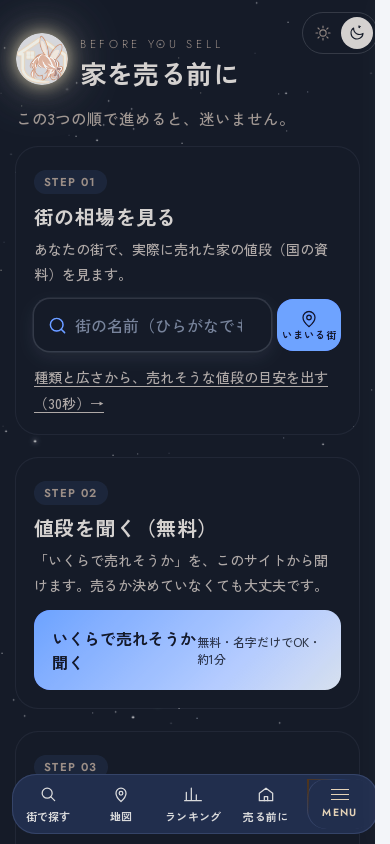 BEFORE YOU SELL
家を売る前に
この3つの順で進めると、迷いません。
STEP 01
街の相場を見る
あなたの街で、実際に売れた家の値段（国の資
料）を見ます。
街の名前（ひらがなで
いまいる街
種類と広さから、売れそうな値段の目安を出す
（30秒）→
STEP 02
値段を聞く（無料）
「いくらで売れそうか」を、このサイトから聞
けます。売るか決めていなくても大丈夫です。
いくらで売れそうか
聞く
無料・名字だけでOK・
約1分
STEP 03
街で探す
地図
ランキング
売る前に
MENU